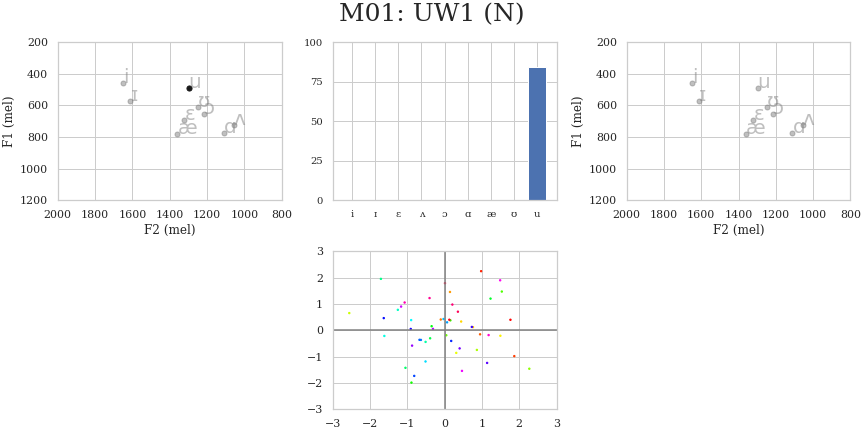 M01: UW1 (N)
200
400
600
800
1000
1200
F1 (mel)
2000 1800 1600 1400 1200 1000 800
F2 (mel)
i
ɪ
u
ʊ
ɔ
ɛ
æ
ɑ
ʌ
100
75
50
25
0
i ɪ ɛ ʌ ɔ ɑ æ ʊ u
200
400
600
800
1000
1200
F1 (mel)
2000 1800 1600 1400 1200 1000 800
F2 (mel)
i
ɪ
u
ʊ
ɔ
ɛ
æ
ɑ
ʌ
3
2
1
0
−1
−2
−3
−3 −2 −1 0 1 2 3